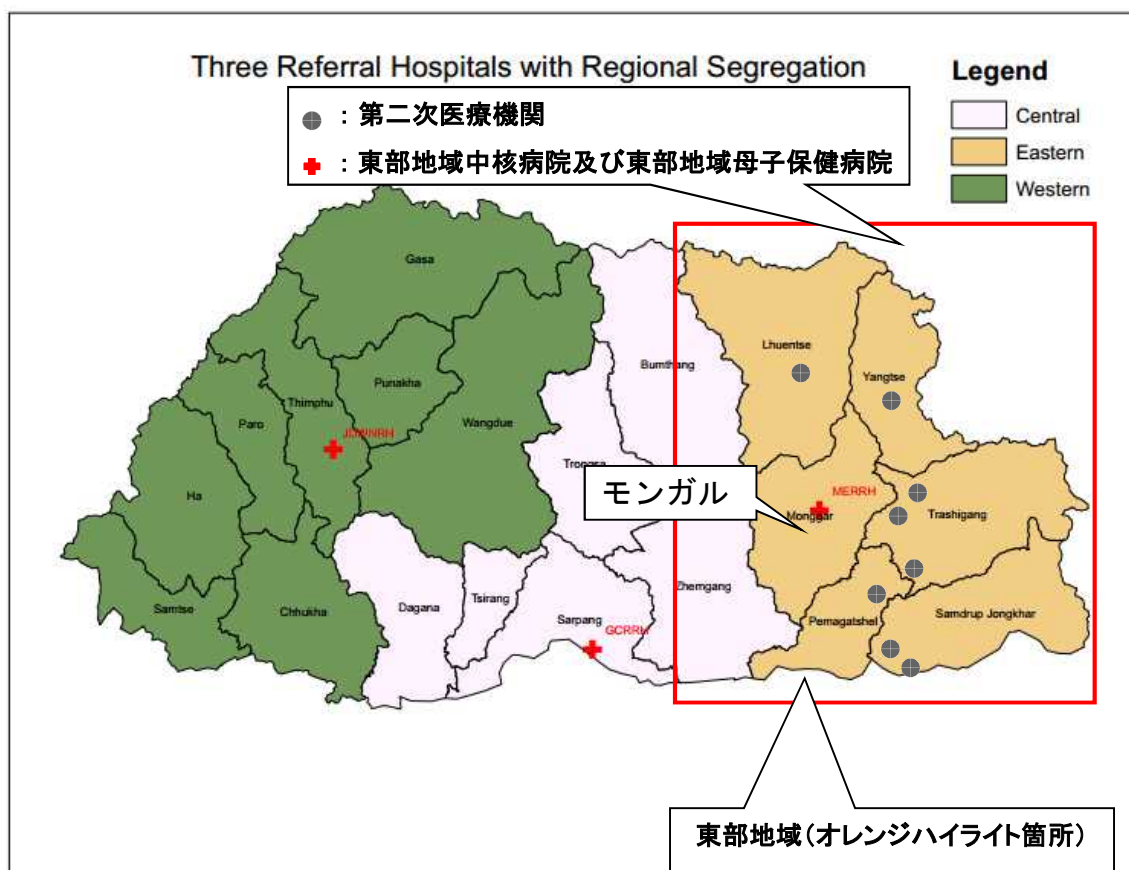 Three Referral Hospitals with Regional Segregation
Legend
Central
Eastern
Western
：第二次医療機関
：東部地域中核病院及び東部地域母子保健病院
Gasa
Punakha
Thimphu
Paro
Wangdue
Ha
JDWNRH
Samtse
Chhukha
Dagana
Tsirang
Sarpang
GCRRH
Bumthang
Trongsa
Zhemgang
Lhuentse
Yangtse
モンガル
MERRH
Monggar
Trashigang
Pemagatshel
Samdrup Jongkhar
東部地域(オレンジハイライト箇所)